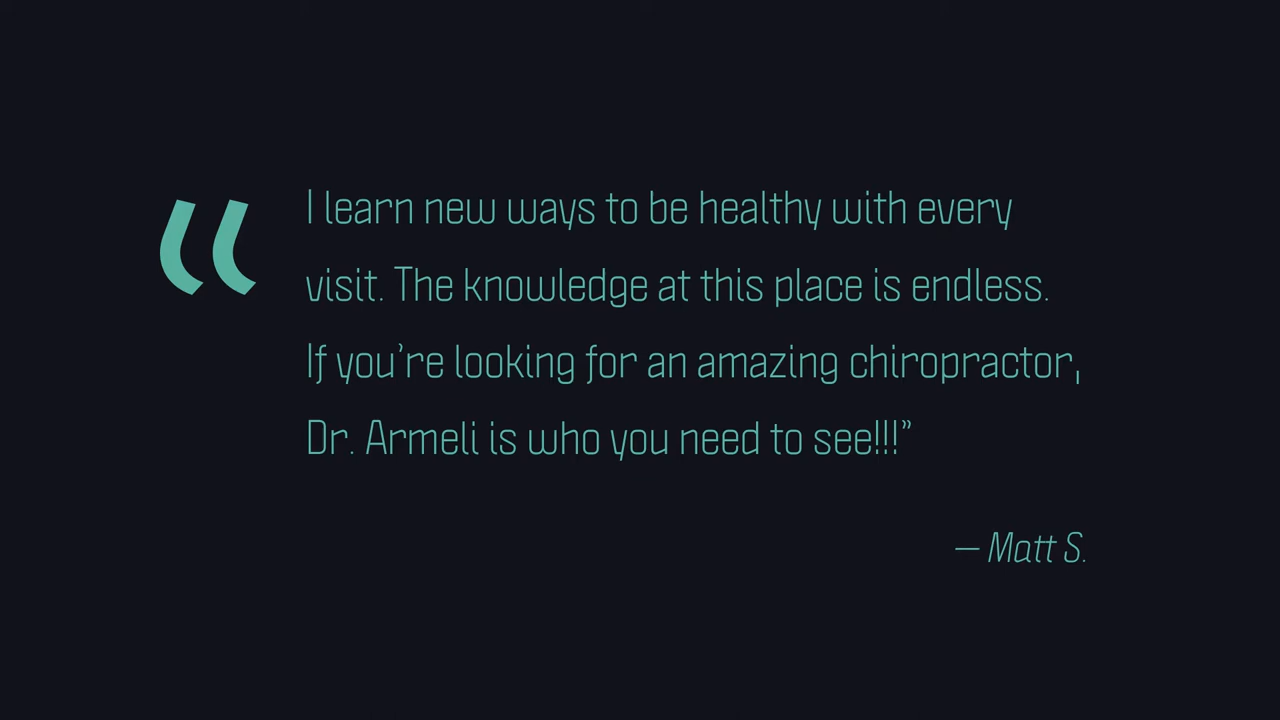 “I learn new ways to be healthy with every
visit. The knowledge at this place is endless.
If you’re looking for an amazing chiropractor,
Dr. Armeli is who you need to see!!!”
— Matt S.